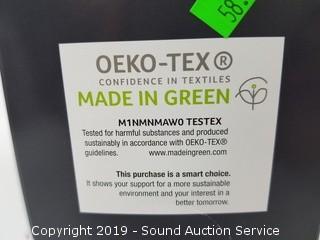 58.
OEKO-TEX®
CONFIDENCE IN TEXTILES
MADE IN GREEN
M1NMNMAW0 TESTEX
Tested for harmful substances and produced
sustainably in accordance with OEKO-TEX®
guidelines. www.madeingreen.com
This purchase is a smart choice.
It shows your support for a more sustainable
environment and your interest in a
better tomorrow.
Copyright 2019 - Sound Auction Service